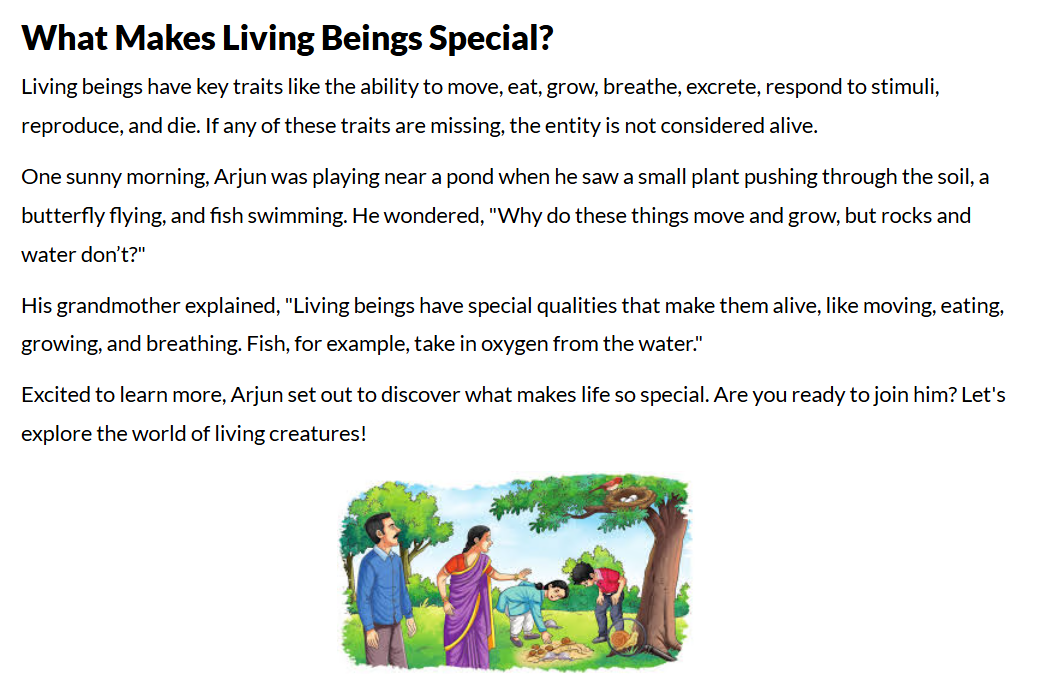 What Makes Living Beings Special?
Living beings have key traits like the ability to move, eat, grow, breathe, excrete, respond to stimuli,
reproduce, and die. If any of these traits are missing, the entity is not considered alive.
One sunny morning, Arjun was playing near a pond when he saw a small plant pushing through the soil, a
butterfly flying, and fish swimming. He wondered, "Why do these things move and grow, but rocks and
water don’t?"
His grandmother explained, "Living beings have special qualities that make them alive, like moving, eating,
growing, and breathing. Fish, for example, take in oxygen from the water."
Excited to learn more, Arjun set out to discover what makes life so special. Are you ready to join him? Let's
explore the world of living creatures!